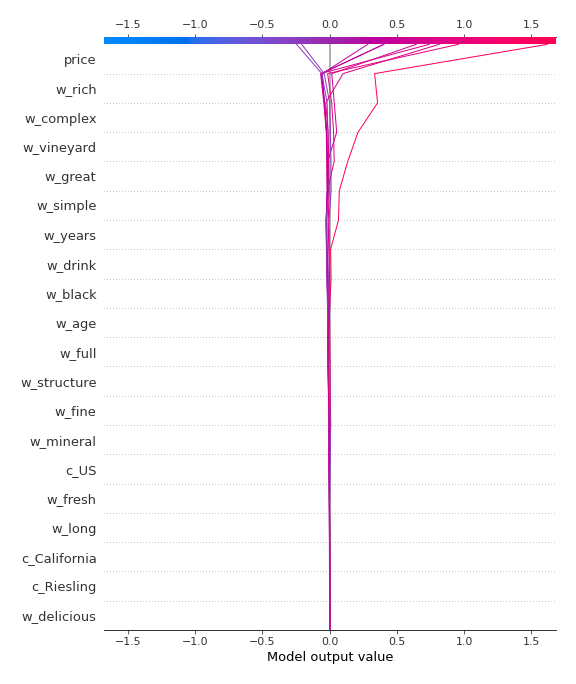 −1.5 −1.0 −0.5 0.0 0.5 1.0 1.5
price
w_rich
w_complex
w_vineyard
w_great
w_simple
w_years
w_drink
w_black
w_age
w_full
w_structure
w_fine
w_mineral
c_US
w_fresh
w_long
c_California
c_Riesling
w_delicious
−1.5 −1.0 −0.5 0.0 0.5 1.0 1.5
Model output value